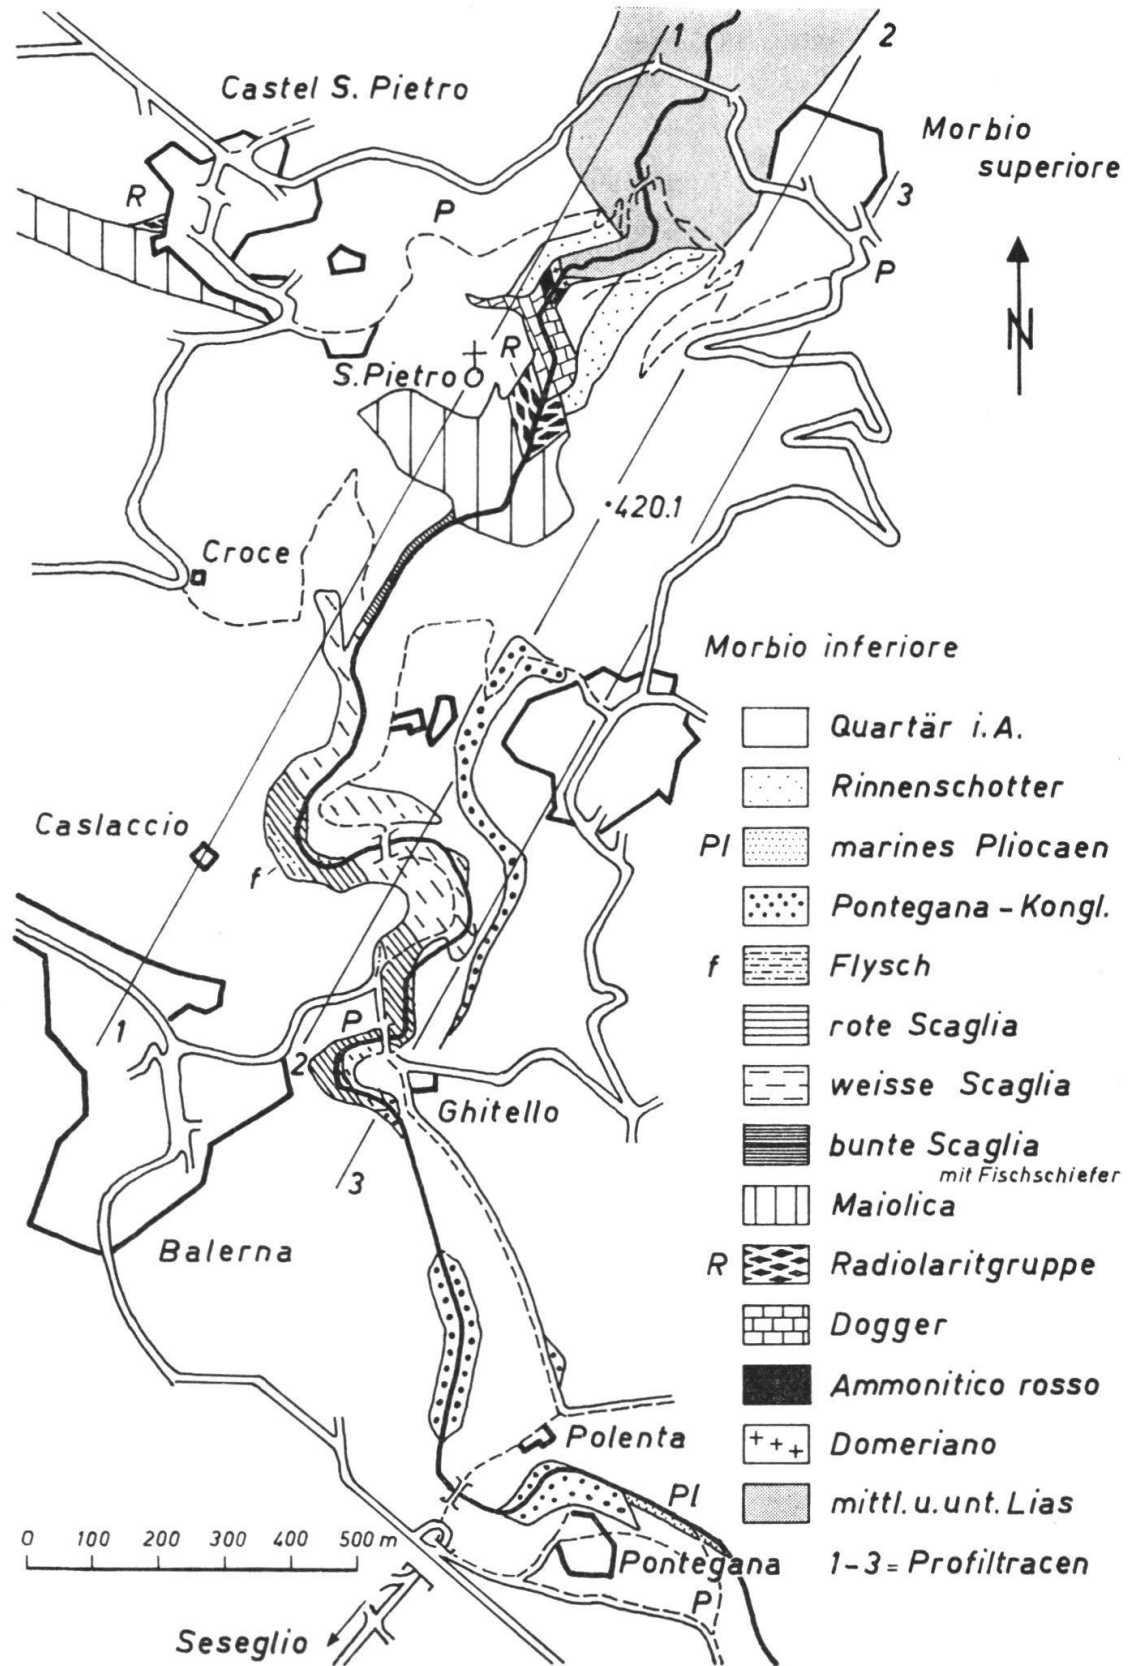 1
2
Castel S. Pietro
Morbio
superiore
R
P
3
P
N
R
S. Pietro
420.1
Croce
Morbio inferiore
Quartär i. A.
Rinnenschotter
Caslaccio
Pl marines Pliocaen
f
Pontegana - Kongl.
f Flysch
rote Scaglia
1
P
2
weisse Scaglia
Ghitello
bunte Scaglia
mit Fischschiefer
3
Maiolica
Balerna
R Radiolaritgruppe
Dogger
Ammonitico rosso
Polenta
Domeriano
Pl
mittl. u. unt. Lias
0 100 200 300 400 500 m
Pontegana
1-3 = Profiltracen
P
Seseglio